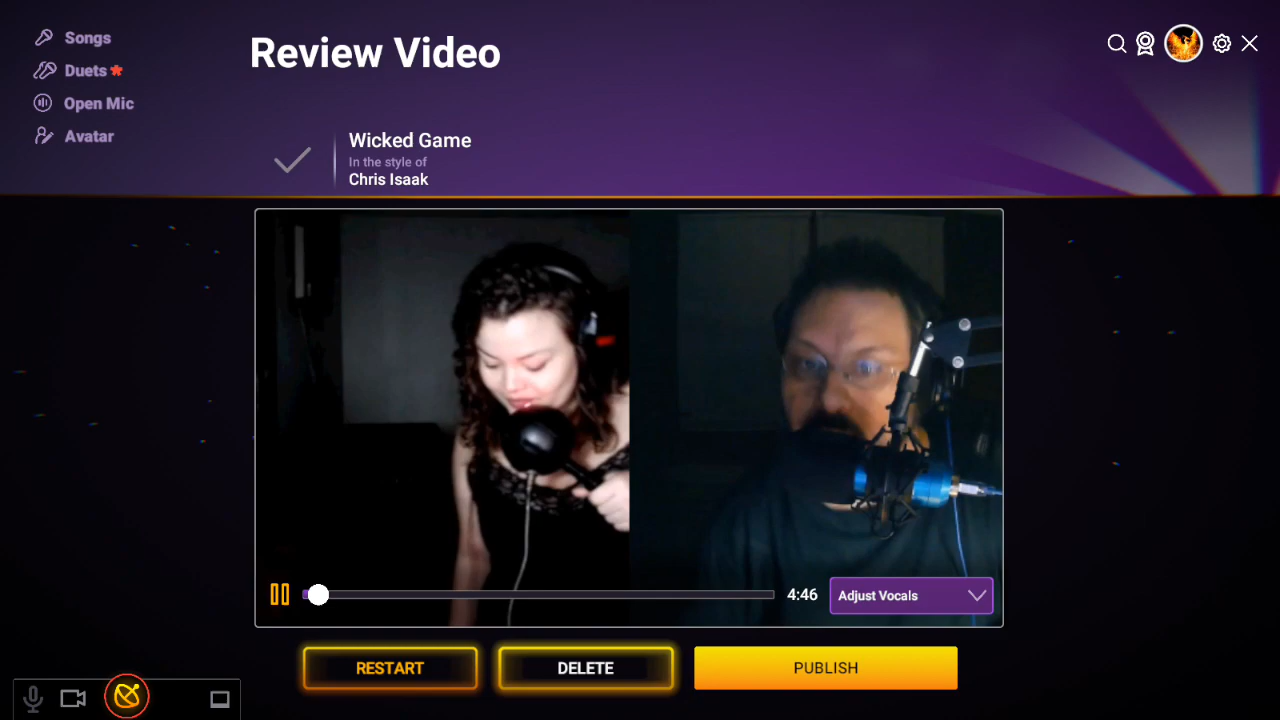 Songs
Duets *
Open Mic
Avatar
Review Video
Wicked Game
In the style of
Chris Isaak
4:46
Adjust Vocals
RESTART
DELETE
PUBLISH